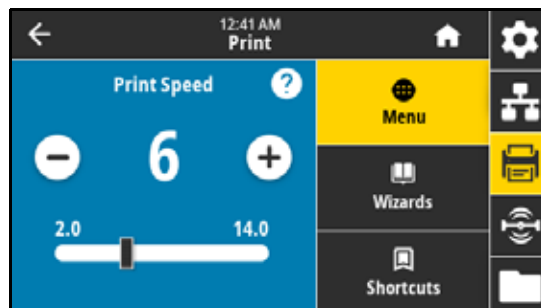 12:41 AM
Print
Print Speed
?
6
2.0
14.0
Menu
Wizards
Shortcuts